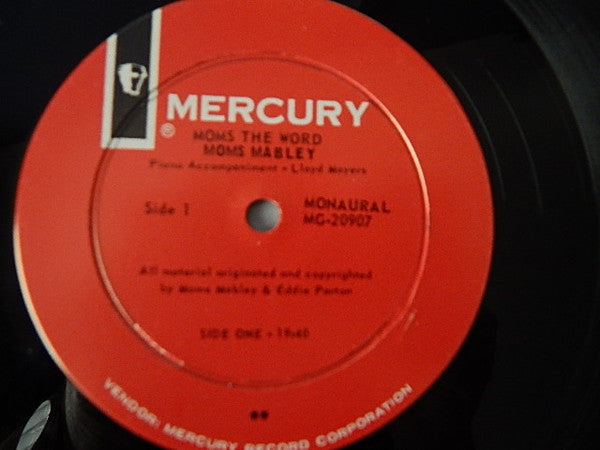 MERCURY
®
MOMS THE WORD
MOMS MABLEY
Piano Accompaniment - Lloyd Mayers
Side 1
MONAURAL
MG-20907
All material originated and copyrighted
by Moms Mabley & Eddie Parton
SIDE ONE - 19:40
VENDOR: MERCURY RECORD CORPORATION